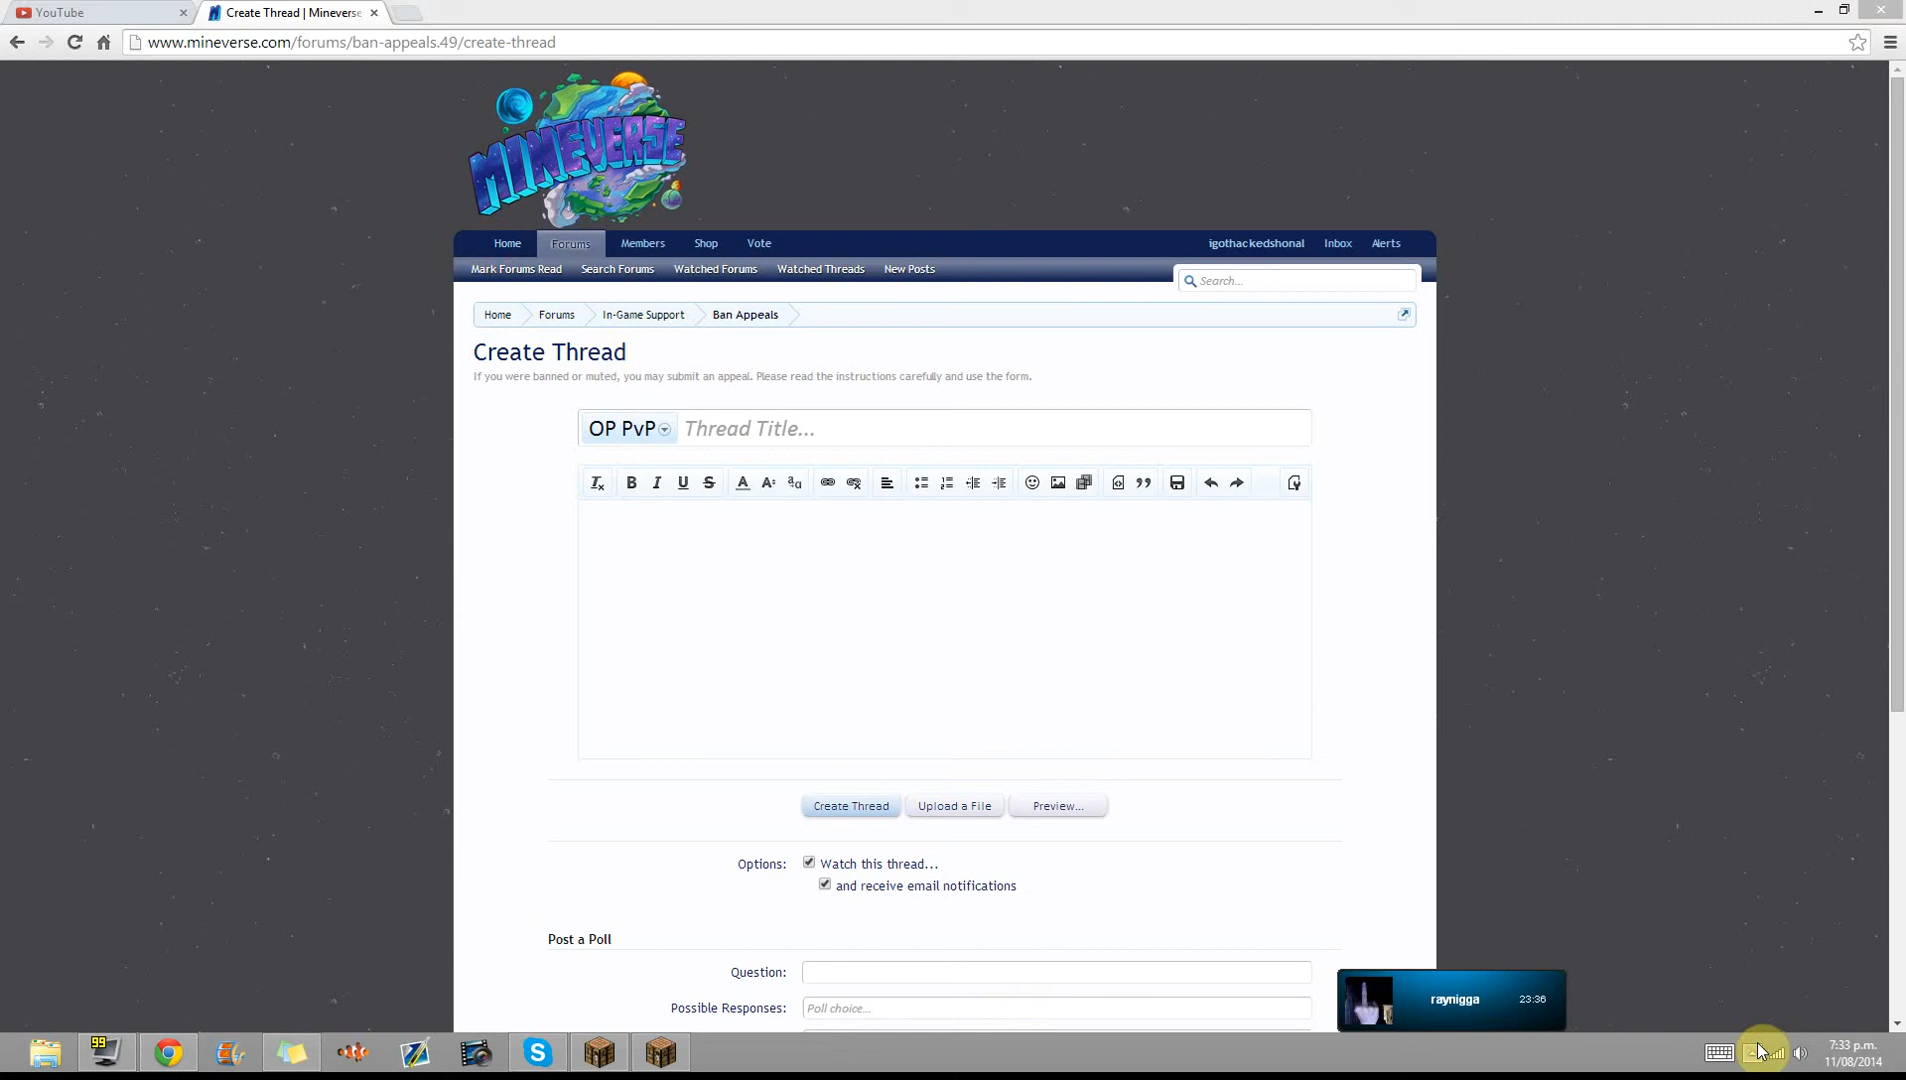 YouTube
Create Thread | Mineverse
www.mineverse.com/forums/ban-appeals.49/create-thread
MINEVERSE
Home Forums Members Shop Vote igothackedshonal Inbox Alerts
Mark Forums Read Search Forums Watched Forums Watched Threads New Posts
Search...
Home Forums In-Game Support Ban Appeals
Create Thread
If you were banned or muted, you may submit an appeal. Please read the instructions carefully and use the form.
OP PvP Thread Title...
Create Thread Upload a File Preview...
Options: Watch this thread...
and receive email notifications
Post a Poll
Question:
Possible Responses: Poll choice...
raynigga 23:36
99
7:33 p.m.
11/08/2014